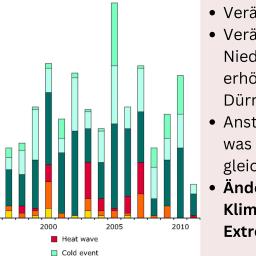 2000 2005 2010
Heat wave
Cold event
• Verä
• Verä
Nied
erhö
Dürr
• Anst
was
gleic
• Ände
Klim
Extre